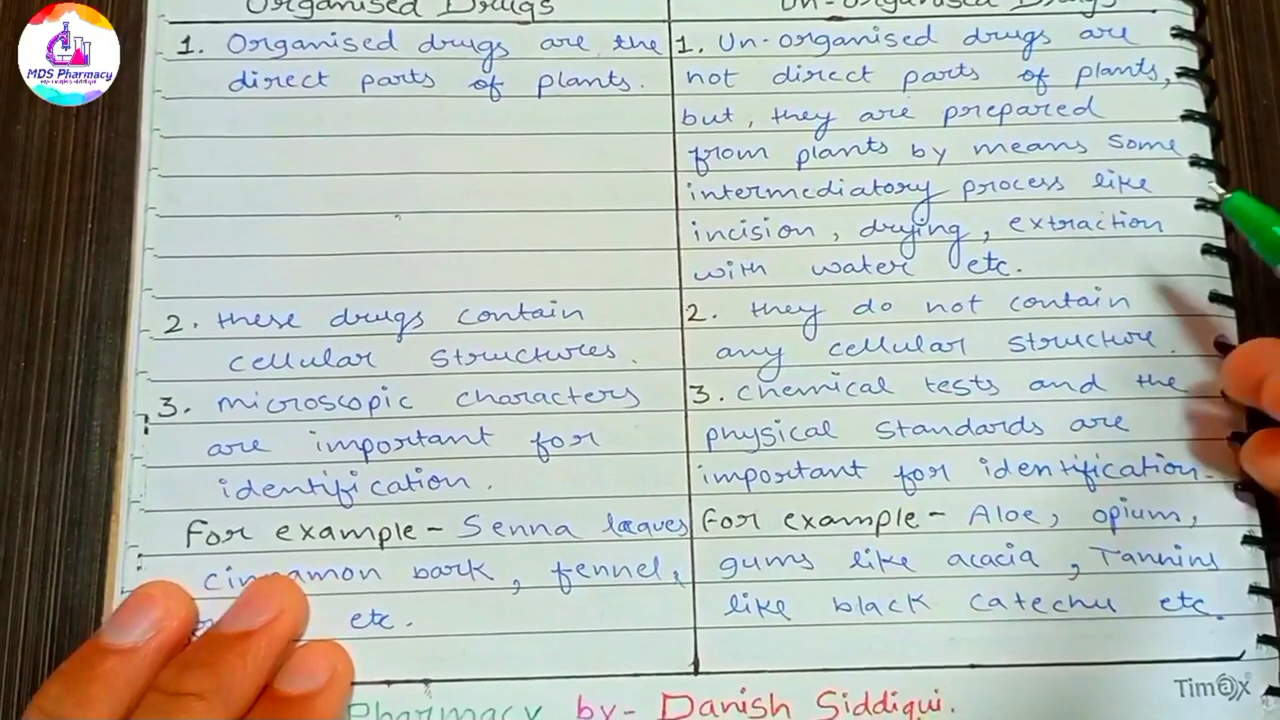 Organised Drugs
Un-Organised Drugs
MDS Pharmacy
1. Organised drugs are the
direct parts of plants.
2. these drugs contain
cellular structures.
3. microscopic characters
are important for
identification.
For example - Senna leaves
cinnamon bark, fennel,
etc.
1. Un-organised drugs are
not direct parts of plants,
but, they are prepared
from plants by means some
intermediatory process like
incision, drying, extraction
with water etc.
2. they do not contain
any cellular structure.
3. Chemical tests and the
physical standards are
important for identification.
For example - Aloe, opium,
gums like acacia, Tannins
like black catechu etc.
Pharmacy by- Danish Siddiqui.
Timex